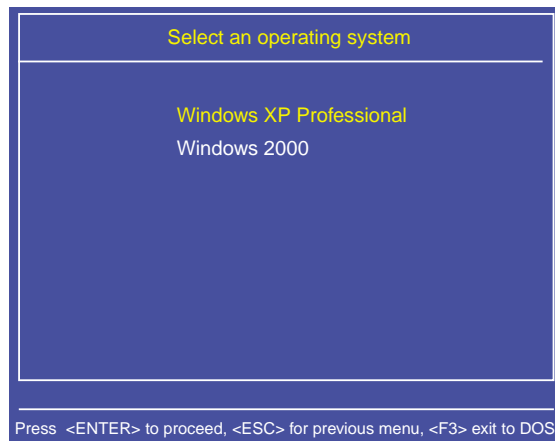 Select an operating system
Windows XP Professional
Windows 2000
Press <ENTER> to proceed, <ESC> for previous menu, <F3> exit to DOS